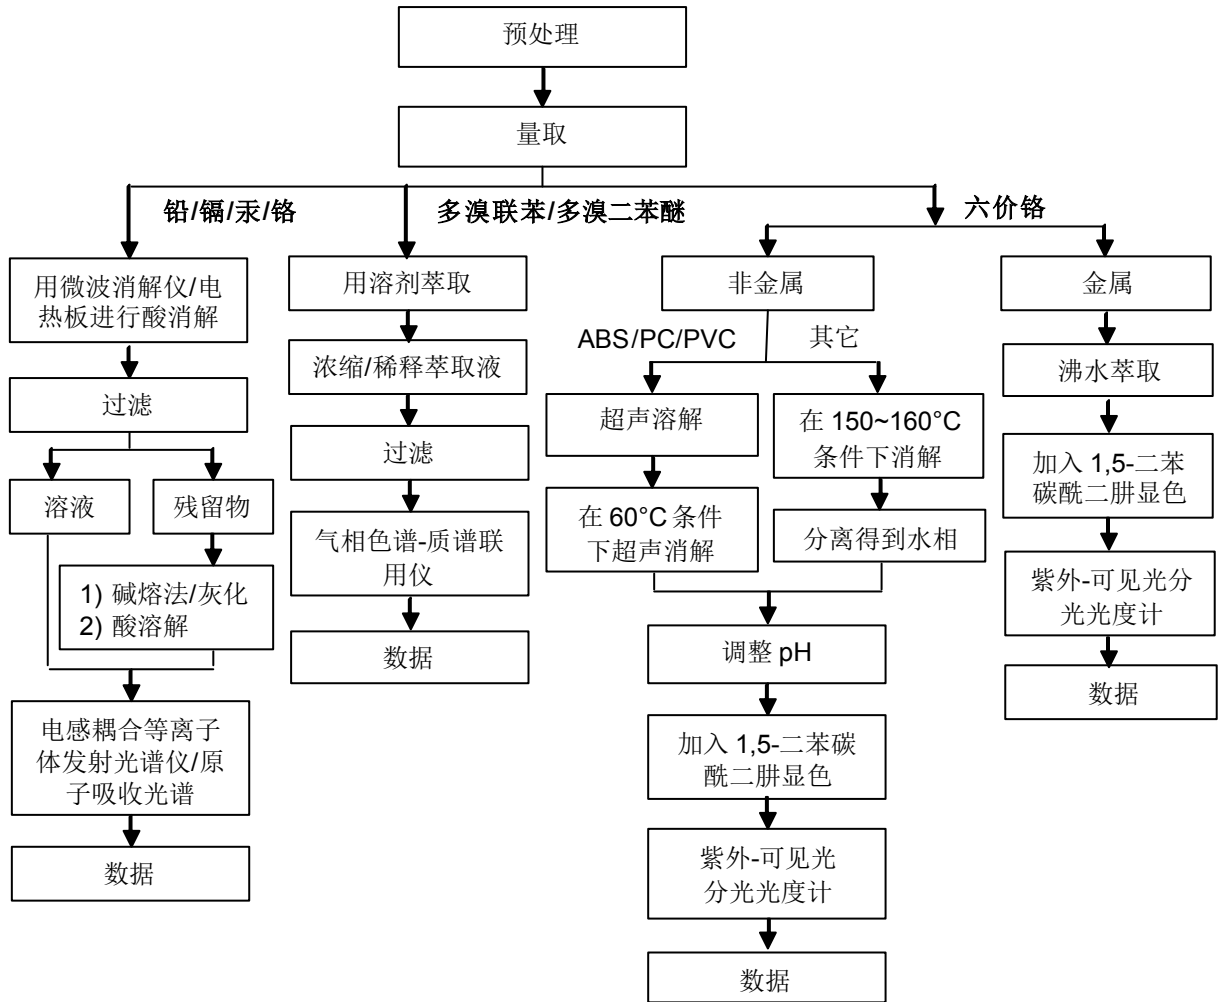 预处理
量取
铅/镉/汞/铬
多溴联苯/多溴二苯醚
六价铬
用微波消解仪/电
热板进行酸消解
过滤
溶液
残留物
1) 碱熔法/灰化
2) 酸溶解
电感耦合等离子
体发射光谱仪/原
子吸收光谱
数据
用溶剂萃取
浓缩/稀释萃取液
过滤
气相色谱-质谱联
用仪
数据
非金属
ABS/PC/PVC
其它
超声溶解
在 60°C 条件
下超声消解
在 150~160°C
条件下消解
分离得到水相
调整 pH
加入 1,5-二苯碳
酰二肼显色
紫外-可见光
分光光度计
数据
金属
沸水萃取
加入 1,5-二苯
碳酰二肼显色
紫外-可见光分
光光度计
数据